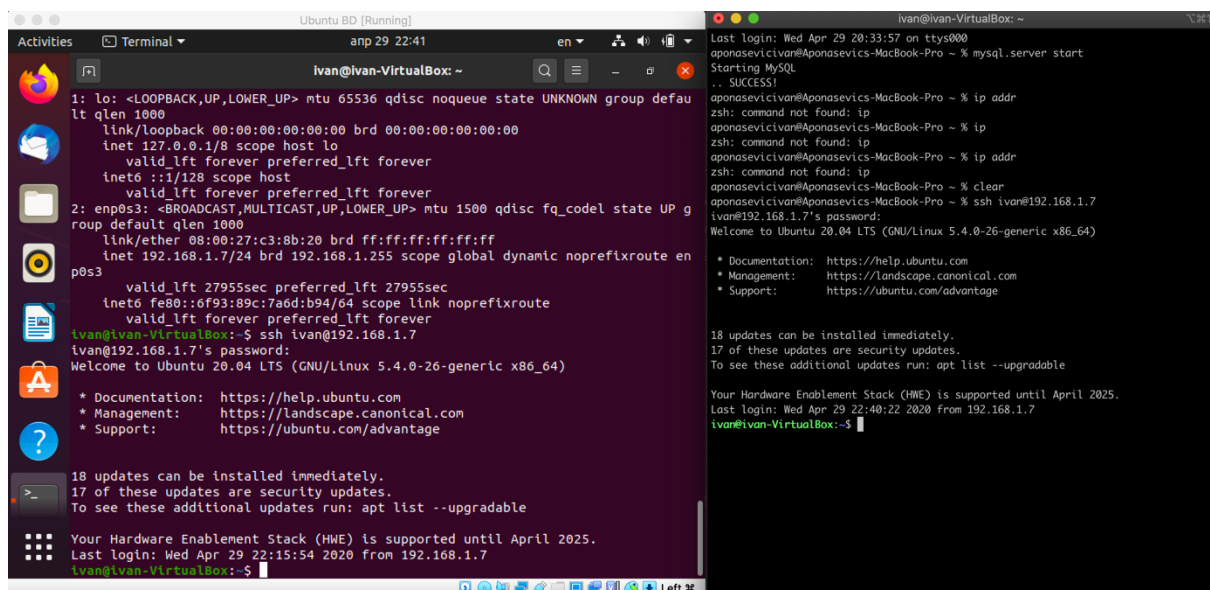 Ubuntu BD [Running]
Activities
Terminal
апр 29 22:41
en
ivan@ivan-VirtualBox: ~
1: lo: <LOOPBACK,UP,LOWER_UP> mtu 65536 qdisc noqueue state UNKNOWN group defau
lt qlen 1000
link/loopback 00:00:00:00:00:00 brd 00:00:00:00:00:00
inet 127.0.0.1/8 scope host lo
valid_lft forever preferred_lft forever
inet6 ::1/128 scope host
valid_lft forever preferred_lft forever
2: enp0s3: <BROADCAST,MULTICAST,UP,LOWER_UP> mtu 1500 qdisc fq_codel state UP g
roup default qlen 1000
link/ether 08:00:27:c3:8b:20 brd ff:ff:ff:ff:ff:ff
inet 192.168.1.7/24 brd 192.168.1.255 scope global dynamic noprefixroute en
p0s3
valid_lft 27955sec preferred_lft 27955sec
inet6 fe80::6f93:89c:7a6d:b94/64 scope link noprefixroute
valid_lft forever preferred_lft forever
ivan@ivan-VirtualBox:~$ ssh ivan@192.168.1.7
ivan@192.168.1.7's password:
Welcome to Ubuntu 20.04 LTS (GNU/Linux 5.4.0-26-generic x86_64)
* Documentation: https://help.ubuntu.com
* Management: https://landscape.canonical.com
* Support: https://ubuntu.com/advantage
18 updates can be installed immediately.
17 of these updates are security updates.
To see these additional updates run: apt list --upgradable
Your Hardware Enablement Stack (HWE) is supported until April 2025.
Last login: Wed Apr 29 22:15:54 2020 from 192.168.1.7
ivan@ivan-VirtualBox:~$
Left ⌘
ivan@ivan-VirtualBox: ~
Last login: Wed Apr 29 20:33:57 on ttys000
aponasevicivan@Aponasevics-MacBook-Pro ~ % mysql.server start
Starting MySQL
.. SUCCESS!
aponasevicivan@Aponasevics-MacBook-Pro ~ % ip addr
zsh: command not found: ip
aponasevicivan@Aponasevics-MacBook-Pro ~ % ip
zsh: command not found: ip
aponasevicivan@Aponasevics-MacBook-Pro ~ % ip addr
zsh: command not found: ip
aponasevicivan@Aponasevics-MacBook-Pro ~ % clear
aponasevicivan@Aponasevics-MacBook-Pro ~ % ssh ivan@192.168.1.7
ivan@192.168.1.7's password:
Welcome to Ubuntu 20.04 LTS (GNU/Linux 5.4.0-26-generic x86_64)
* Documentation: https://help.ubuntu.com
* Management: https://landscape.canonical.com
* Support: https://ubuntu.com/advantage
18 updates can be installed immediately.
17 of these updates are security updates.
To see these additional updates run: apt list --upgradable
Your Hardware Enablement Stack (HWE) is supported until April 2025.
Last login: Wed Apr 29 22:40:22 2020 from 192.168.1.7
ivan@ivan-VirtualBox:~$